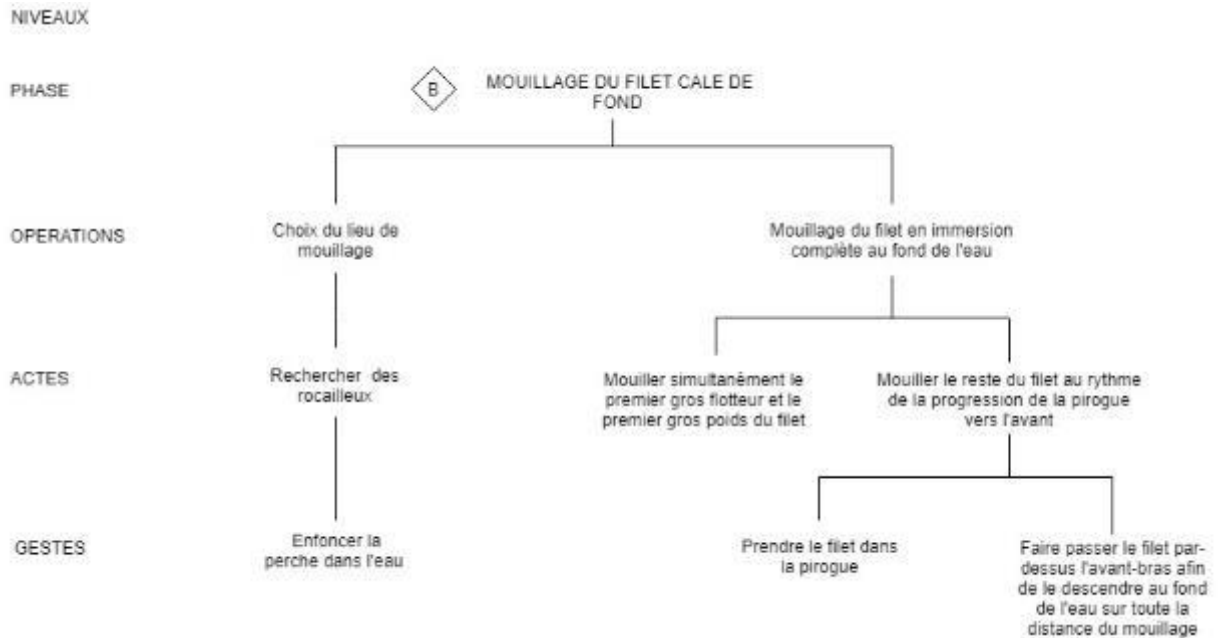 NIVEAUX
PHASE
B
MOUILLAGE DU FILET CALE DE
FOND
OPERATIONS
Choix du lieu de
mouillage
Mouillage du filet en immersion
complète au fond de l'eau
ACTES
Rechercher des
rocailleux
Mouiller simultanément le
premier gros flotteur et le
premier gros poids du filet
Mouiller le reste du filet au rythme
de la progression de la pirogue
vers l'avant
GESTES
Enfoncer la
perche dans l'eau
Prendre le filet dans
la pirogue
Faire passer le filet par-
dessus l'avant-bras afin
de le descendre au fond
de l'eau sur toute la
distance du mouillage